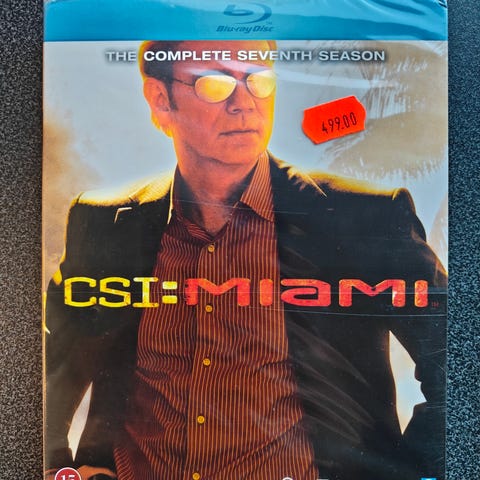 Blu-ray Disc
THE COMPLETE SEVENTH SEASON
499.00
CSI: MIAMI
15